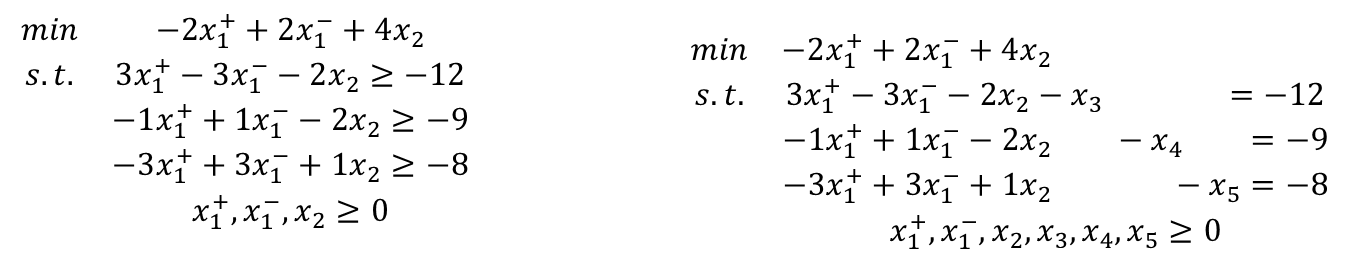 min −2x₁⁺ + 2x₁⁻ + 4x₂
s.t. 3x₁⁺ − 3x₁⁻ − 2x₂ ≥ −12
−1x₁⁺ + 1x₁⁻ − 2x₂ ≥ −9
−3x₁⁺ + 3x₁⁻ + 1x₂ ≥ −8
x₁⁺, x₁⁻, x₂ ≥ 0
min −2x₁⁺ + 2x₁⁻ + 4x₂
s.t. 3x₁⁺ − 3x₁⁻ − 2x₂ − x₃ = −12
−1x₁⁺ + 1x₁⁻ − 2x₂ − x₄ = −9
−3x₁⁺ + 3x₁⁻ + 1x₂ − x₅ = −8
x₁⁺, x₁⁻, x₂, x₃, x₄, x₅ ≥ 0